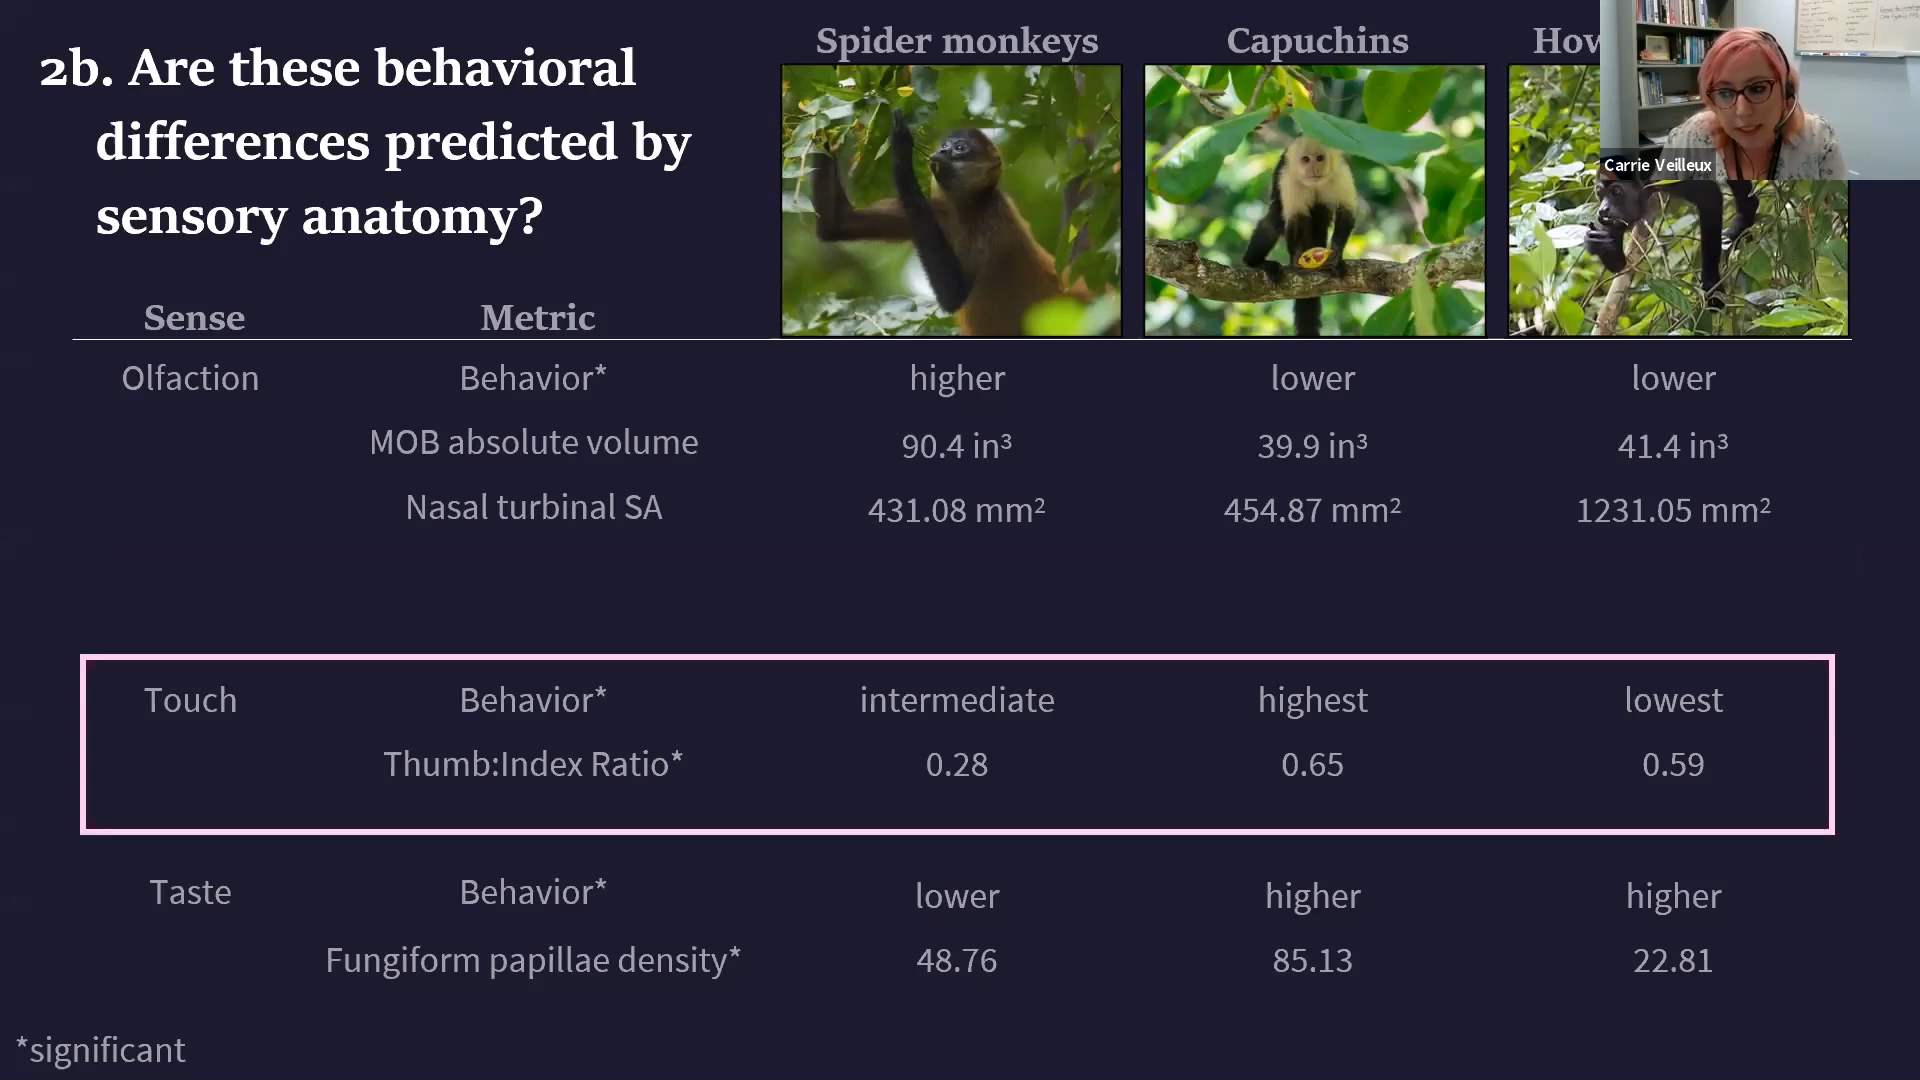 2b. Are these behavioral
differences predicted by
sensory anatomy?
Spider monkeys Capuchins How
Carrie Veilleux
Sense Metric
Olfaction Behavior* higher lower lower
MOB absolute volume 90.4 in³ 39.9 in³ 41.4 in³
Nasal turbinal SA 431.08 mm² 454.87 mm² 1231.05 mm²
Touch Behavior* intermediate highest lowest
Thumb:Index Ratio* 0.28 0.65 0.59
Taste Behavior* lower higher higher
Fungiform papillae density* 48.76 85.13 22.81
*significant